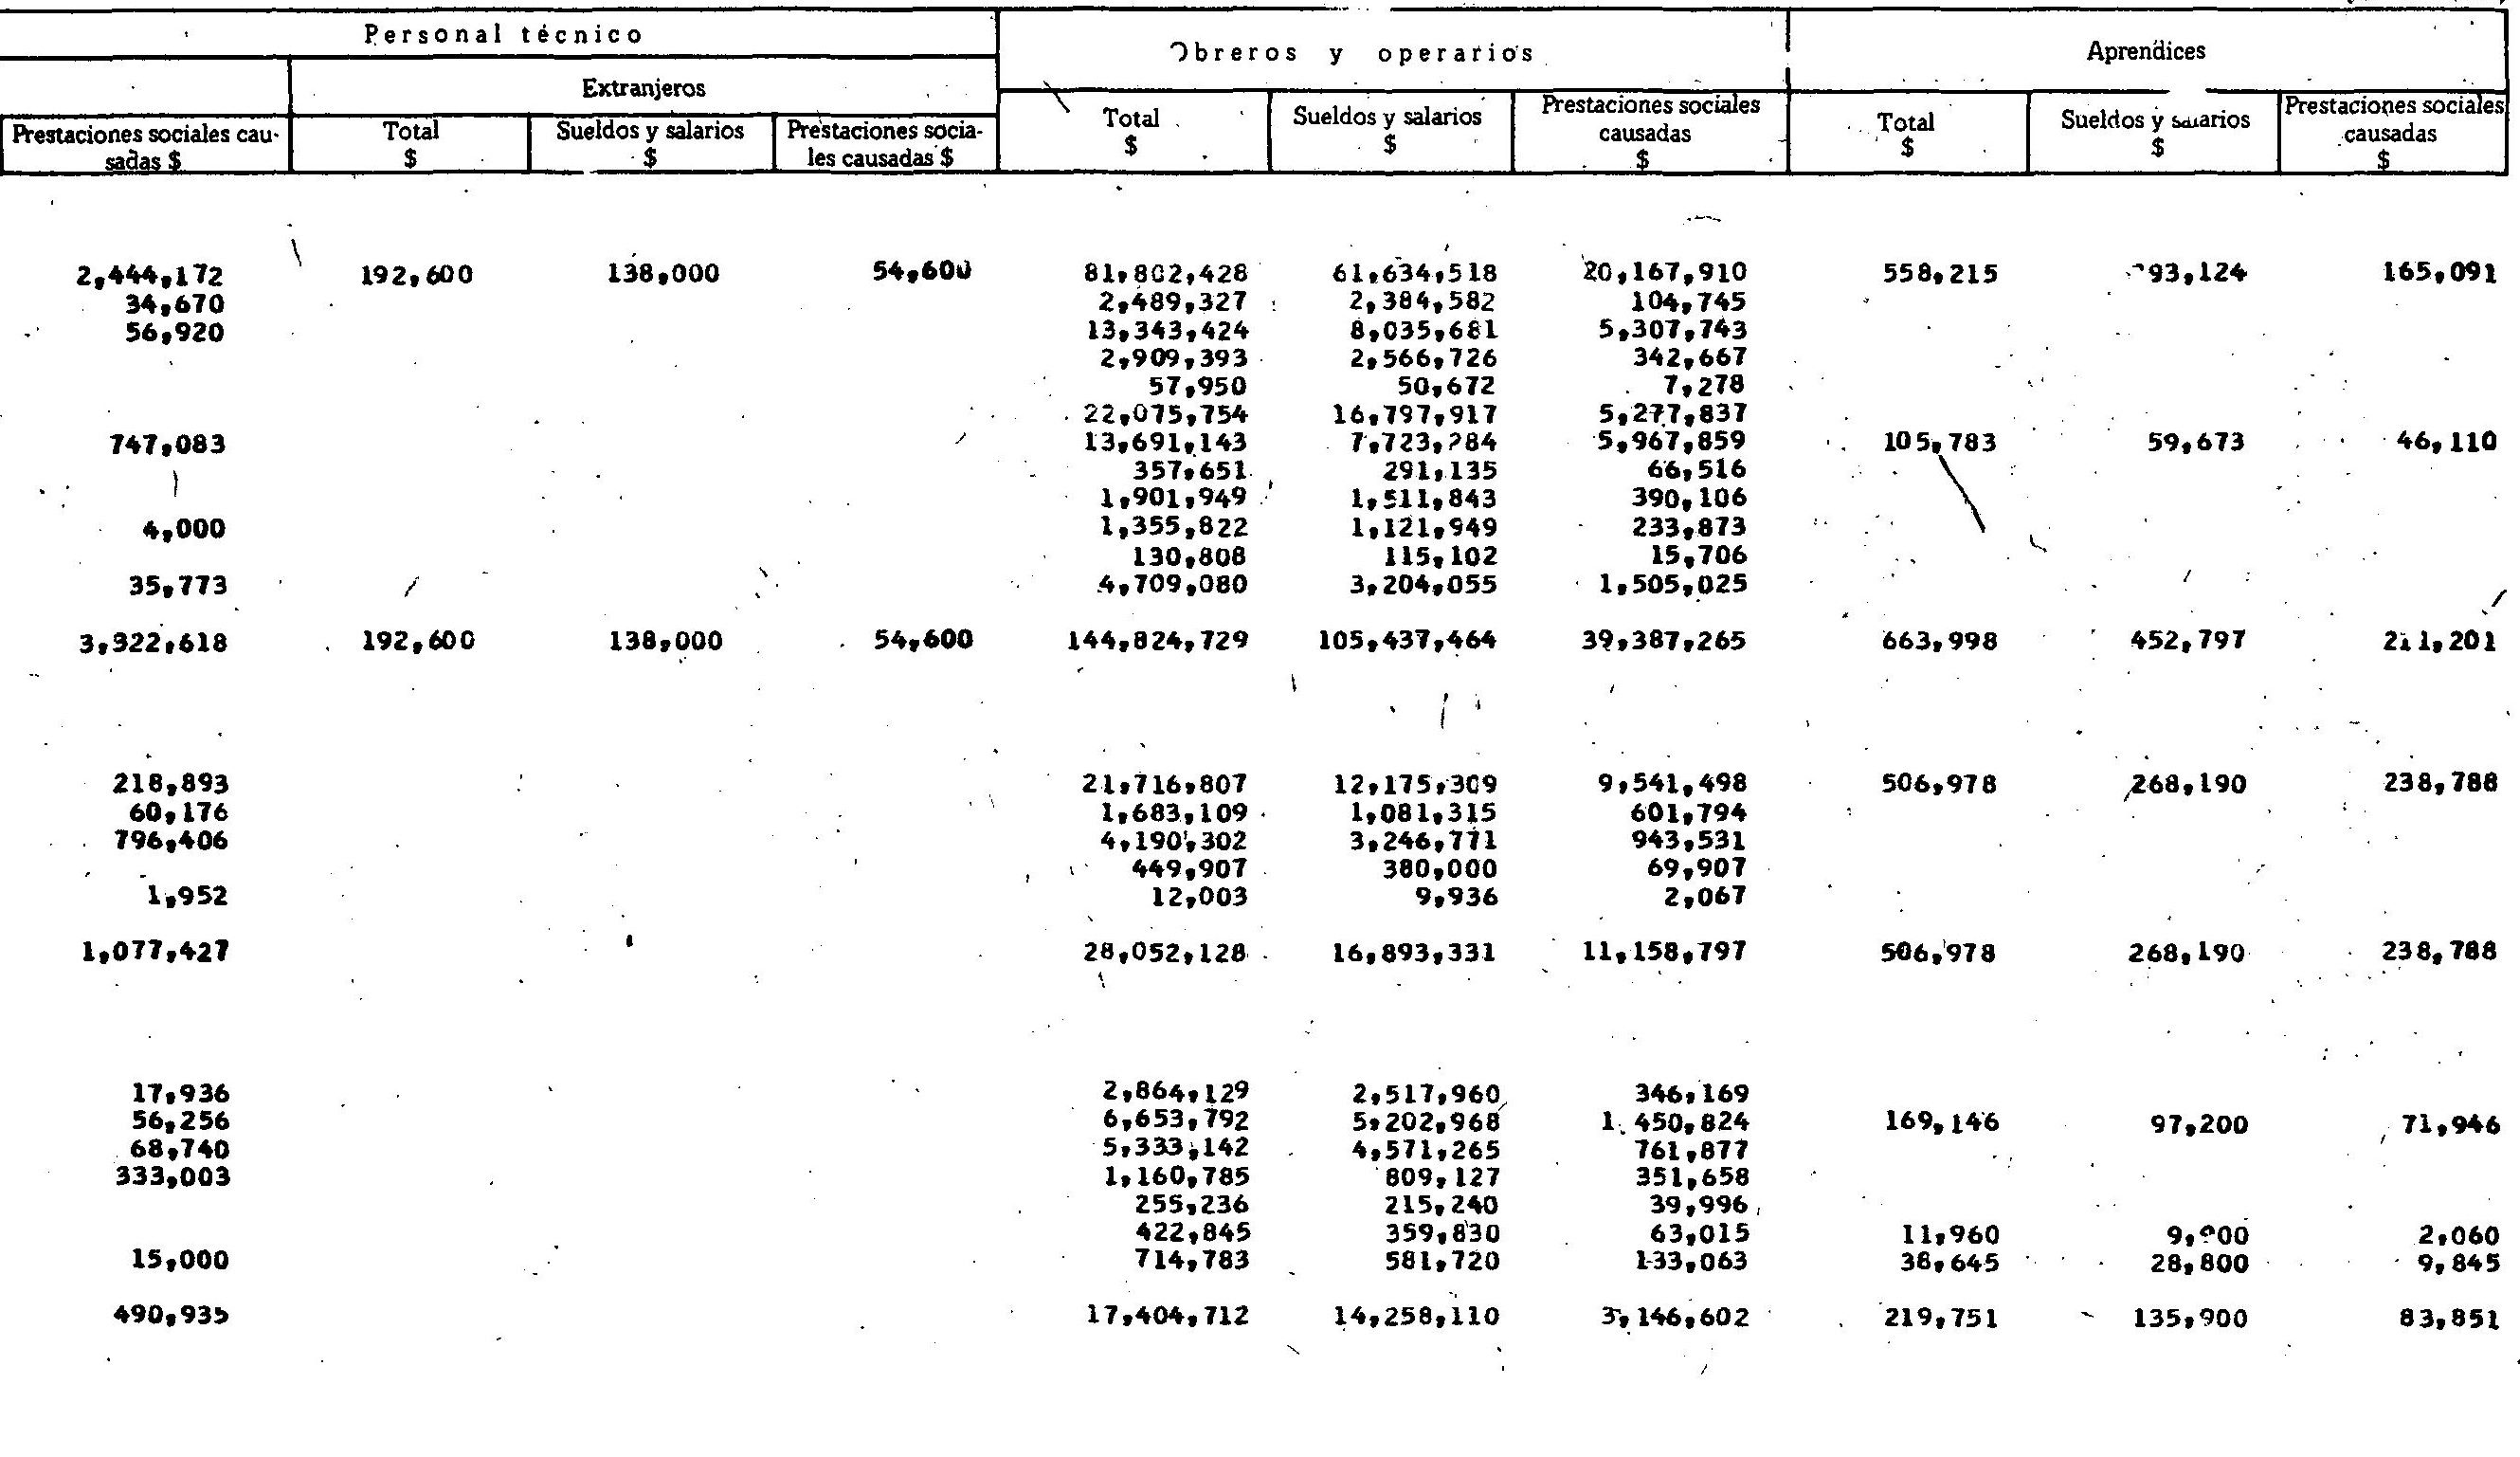 Personal técnico Obreros y operarios Aprendices
Extranjeros
Prestaciones sociales cau- Total Sueldos y salarios Prestaciones socia- Total Sueldos y salarios Prestaciones sociales Total Sueldos y salarios Prestaciones sociales
sadas $ $ $ les causadas $ $ $ causadas $ $ causadas
$ $
2,444,172 192,600 138,000 54,600 81,802,428 61,634,518 20,167,910 558,215 165,091
34,670 2,489,327 2,384,582 104,745
56,920 13,343,424 8,035,681 5,307,743
2,909,393 2,566,726 342,667
57,950 50,672 7,278
22,075,754 16,797,917 5,277,837
747,083 13,691,143 5,967,859 105,783 59,673 46,110
357,651 291,135 66,516
1,901,949 1,511,843 390,106
4,000 1,355,822 1,121,949 233,873
130,808 115,102 15,706
35,773 4,709,080 3,204,055 1,505,025
3,322,618 192,600 138,000 54,600 144,824,729 105,437,464 39,387,265 663,998 452,797 211,201
218,893 21,716,807 12,175,309 9,541,498 506,978 268,190 238,788
60,176 1,683,109 1,081,315 601,794
796,406 4,190,302 3,246,771 943,531
449,907 380,000 69,907
1,952 12,003 9,936 2,067
1,077,427 28,052,128 16,893,331 11,158,797 506,978 268,190 238,788
17,936 2,864,129 2,517,960 346,169
56,256 6,653,792 5,202,968 1,450,824 169,146 97,200 71,946
68,740 5,333,142 4,571,265 761,877
333,003 1,160,785 809,127 351,658
255,236 215,240 39,996
422,845 359,830 63,015 11,960 2,060
15,000 714,783 581,720 133,063 38,645 28,800 9,845
490,935 17,404,712 14,258,110 3,146,602 219,751 135,900 83,851